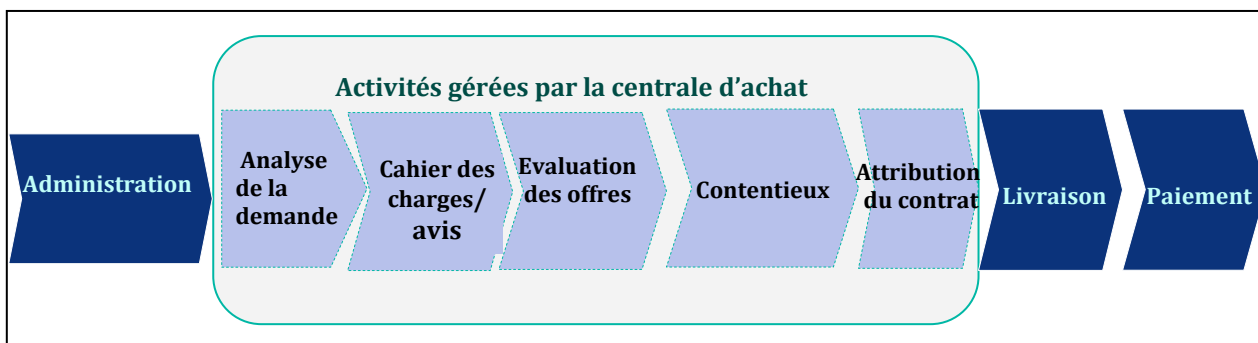 Activités gérées par la centrale d’achat
Administration
Analyse
de la
demande
Cahier des
charges/
avis
Evaluation
des offres
Contentieux
Attribution
du contrat
Livraison
Paiement